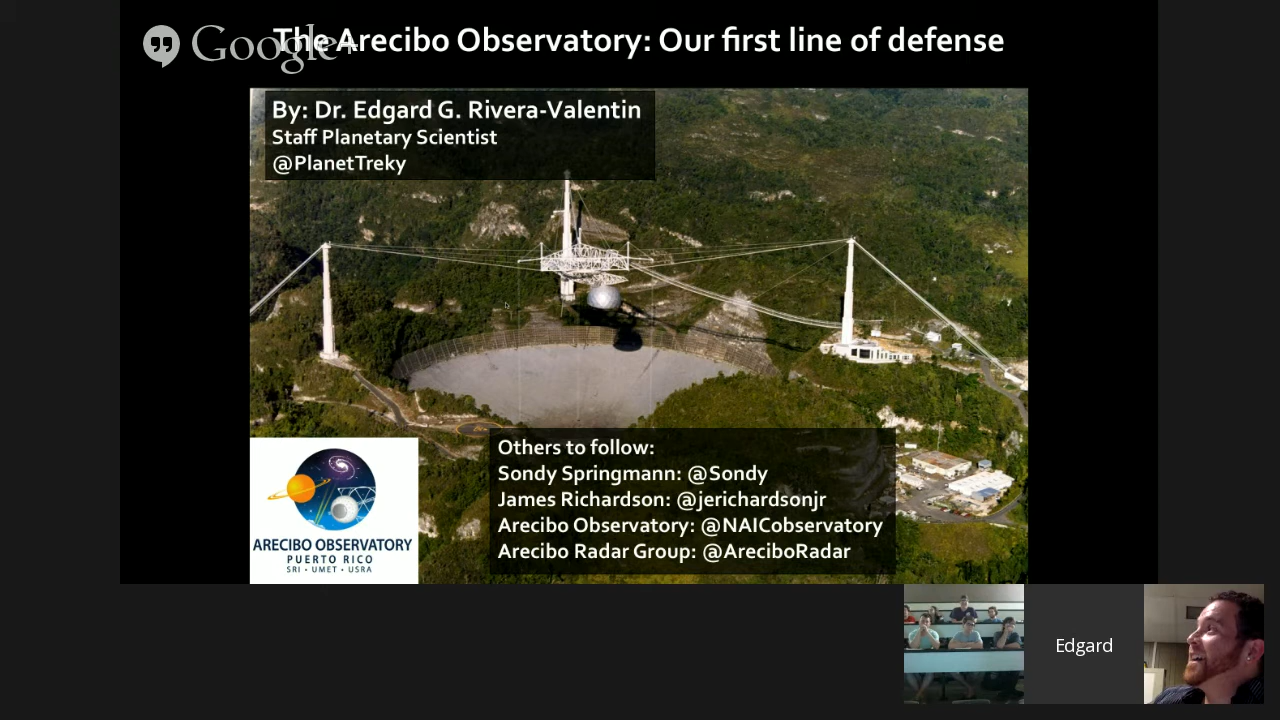 Google+
The Arecibo Observatory: Our first line of defense
By: Dr. Edgard G. Rivera-Valentin
Staff Planetary Scientist
@PlanetTreky
Others to follow:
Sondy Springmann: @Sondy
James Richardson: @jerichardsonjr
Arecibo Observatory: @NAICobservatory
Arecibo Radar Group: @AreciboRadar
ARECIBO OBSERVATORY
PUERTO RICO
SRI • UMET • USRA
Edgard